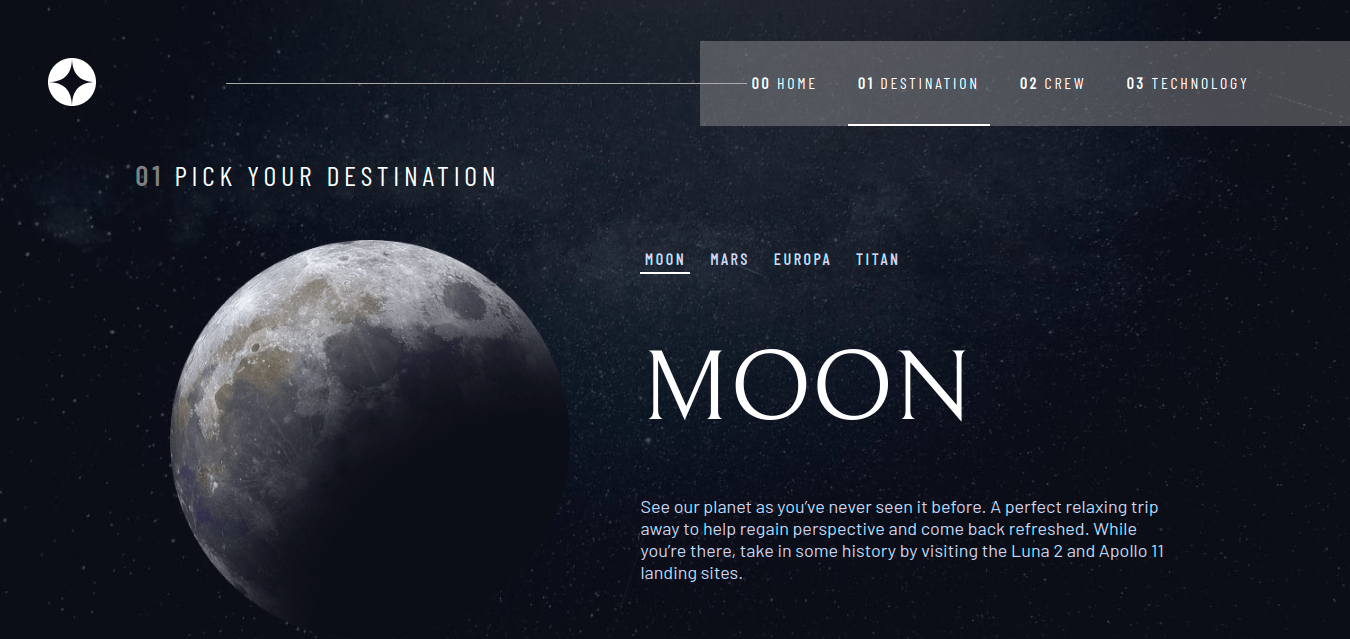 00 HOME 01 DESTINATION 02 CREW 03 TECHNOLOGY
01 PICK YOUR DESTINATION
MOON MARS EUROPA TITAN
MOON
See our planet as you’ve never seen it before. A perfect relaxing trip
away to help regain perspective and come back refreshed. While
you’re there, take in some history by visiting the Luna 2 and Apollo 11
landing sites.